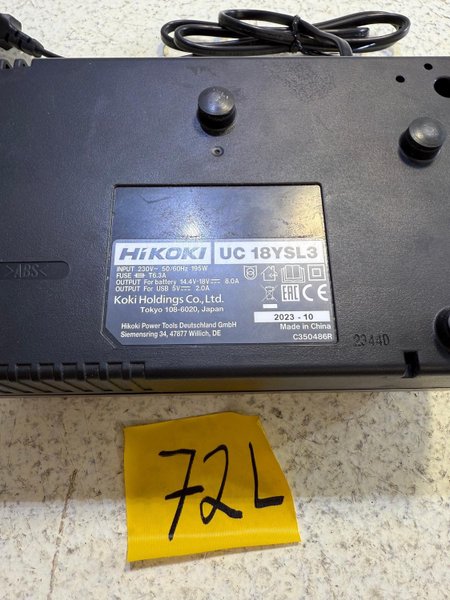 HiKOKI UC 18YSL3
INPUT 230V~ 50/60Hz 195W
FUSE T6.3A
OUTPUT For battery 14.4V-18V 8.0A
OUTPUT For USB 5V 2.0A
Koki Holdings Co., Ltd.
Tokyo 108-6020, Japan
Hikoki Power Tools Deutschland GmbH
Siemensring 34, 47877 Willich, DE
EAC CE
2023 - 10
Made in China
C350486R
>ABS<
2344D
72L